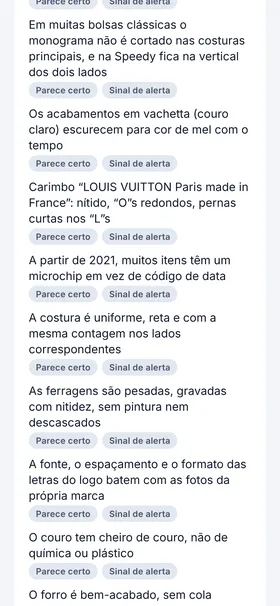 Parece certo Sinal de alerta
Em muitas bolsas clássicas o
monograma não é cortado nas costuras
principais, e na Speedy fica na vertical
dos dois lados
Parece certo Sinal de alerta
Os acabamentos em vachetta (couro
claro) escurecem para cor de mel com o
tempo
Parece certo Sinal de alerta
Carimbo “LOUIS VUITTON Paris made in
France”: nítido, “O”s redondos, pernas
curtas nos “L”s
Parece certo Sinal de alerta
A partir de 2021, muitos itens têm um
microchip em vez de código de data
Parece certo Sinal de alerta
A costura é uniforme, reta e com a
mesma contagem nos lados
correspondentes
Parece certo Sinal de alerta
As ferragens são pesadas, gravadas
com nitidez, sem pintura nem
descascados
Parece certo Sinal de alerta
A fonte, o espaçamento e o formato das
letras do logo batem com as fotos da
própria marca
Parece certo Sinal de alerta
O couro tem cheiro de couro, não de
química ou plástico
Parece certo Sinal de alerta
O forro é bem-acabado, sem cola